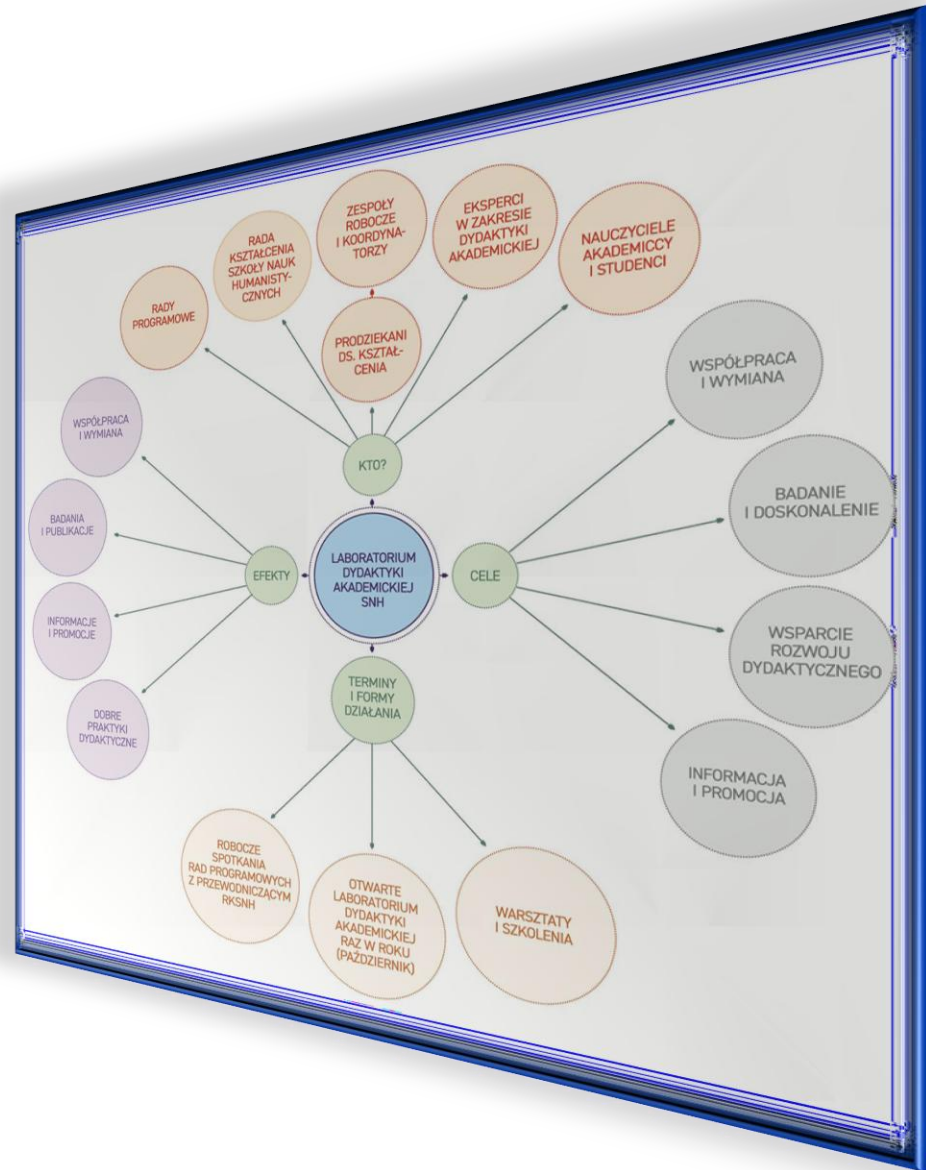 ZESPOŁY
ROBOCZE
I KOORDYNA-
TORZY
EKSPERCI
W ZAKRESIE
DYDAKTYKI
AKADEMICKIEJ
NAUCZYCIELE
AKADEMICCY
I STUDENCI
RADA
KSZTAŁCENIA
SZKOŁY NAUK
HUMANISTY-
CZNYCH
RADY
PROGRAMOWE
PRODZIEKANI
DS. KSZTAŁ-
CENIA
KTO?
WSPÓŁPRACA
I WYMIANA
BADANIA
I PUBLIKACJE
INFORMACJE
I PROMOCJE
DOBRE
PRAKTYKI
DYDAKTYCZNE
EFEKTY
LABORATORIUM
DYDAKTYKI
AKADEMICKIEJ
SNH
CELE
WSPÓŁPRACA
I WYMIANA
BADANIE
I DOSKONALENIE
WSPARCIE
ROZWOJU
DYDAKTYCZNEGO
INFORMACJA
I PROMOCJA
TERMINY
I FORMY
DZIAŁANIA
ROBOCZE
SPOTKANIA
RAD PROGRAMOWYCH
Z PRZEWODNICZĄCYM
RKSNH
OTWARTE
LABORATORIUM
DYDAKTYKI
AKADEMICKIEJ
RAZ W ROKU
(PAŹDZIERNIK)
WARSZTATY
I SZKOLENIA